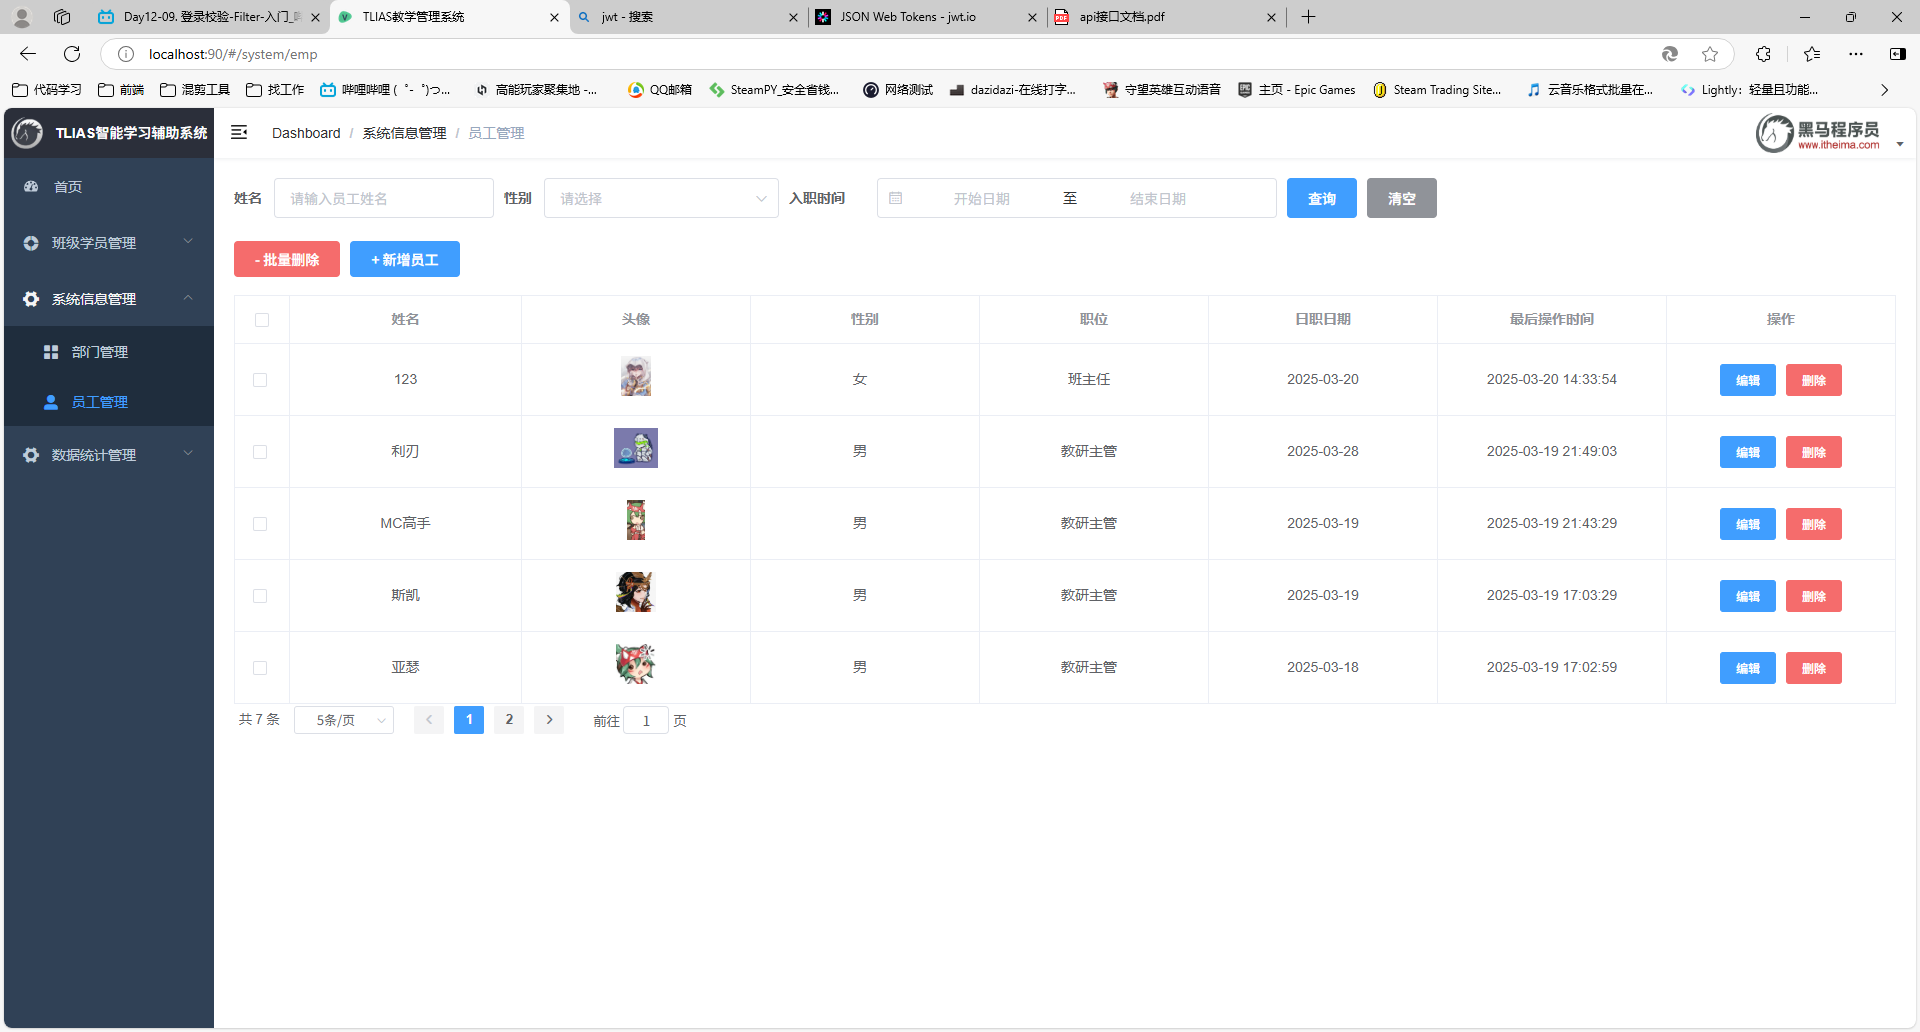 Day12-09. 登录校验-Filter-入门_
TLIAS教学管理系统
jwt - 搜索
JSON Web Tokens - jwt.io
api接口文档.pdf
localhost:90/#/system/emp
代码学习
前端
混剪工具
找工作
哔哩哔哩 ( ゜- ゜)つ...
高能玩家聚集地 -...
QQ邮箱
SteamPY_安全省钱...
网络测试
dazidazi-在线打字...
守望英雄互动语音
主页 - Epic Games
Steam Trading Site...
云音乐格式批量在...
Lightly：轻量且功能...
TLIAS智能学习辅助系统
Dashboard / 系统信息管理 / 员工管理
黑马程序员
www.itheima.com
首页
班级学员管理
系统信息管理
部门管理
员工管理
数据统计管理
姓名 请输入员工姓名 性别 请选择 入职时间 开始日期 至 结束日期 查询 清空
- 批量删除 + 新增员工
姓名 头像 性别 职位 日职日期 最后操作时间 操作
123 女 班主任 2025-03-20 2025-03-20 14:33:54 编辑 删除
利刃 男 教研主管 2025-03-28 2025-03-19 21:49:03 编辑 删除
MC高手 男 教研主管 2025-03-19 2025-03-19 21:43:29 编辑 删除
斯凯 男 教研主管 2025-03-19 2025-03-19 17:03:29 编辑 删除
亚瑟 男 教研主管 2025-03-18 2025-03-19 17:02:59 编辑 删除
共 7 条 5条/页 1 2 前往 1 页